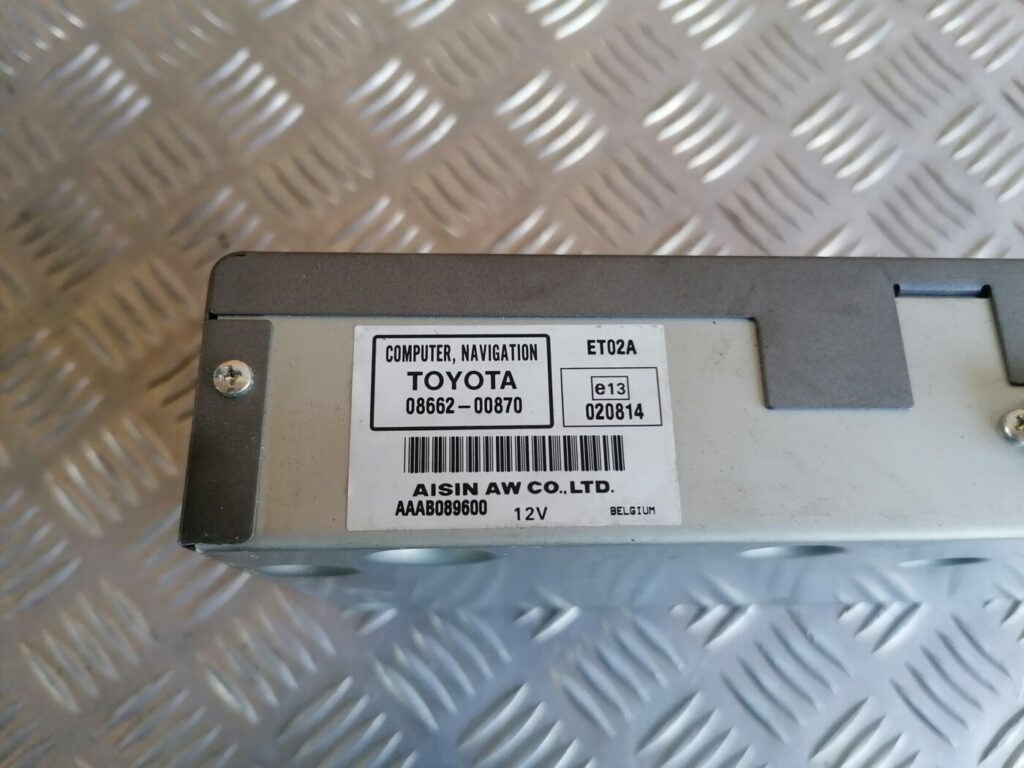 COMPUTER, NAVIGATION
TOYOTA
08662-00870
ET02A
e13
020814
AISIN AW CO.,LTD.
AAAB089600 12V BELGIUM